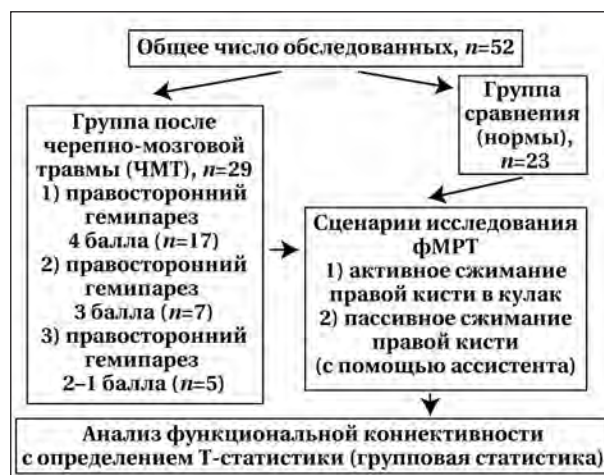 Общее число обследованных, n=52
Группа после
черепно-мозговой
травмы (ЧМТ), n=29
1) правосторонний
гемипарез
4 балла (n=17)
2) правосторонний
гемипарез
3 балла (n=7)
3) правосторонний
гемипарез
2–1 балла (n=5)
Группа
сравнения
(нормы),
n=23
Сценарии исследования
фМРТ
1) активное сжимание
правой кисти в кулак
2) пассивное сжимание
правой кисти
(с помощью ассистента)
Анализ функциональной коннективности
с определением Т-статистики (групповая статистика)